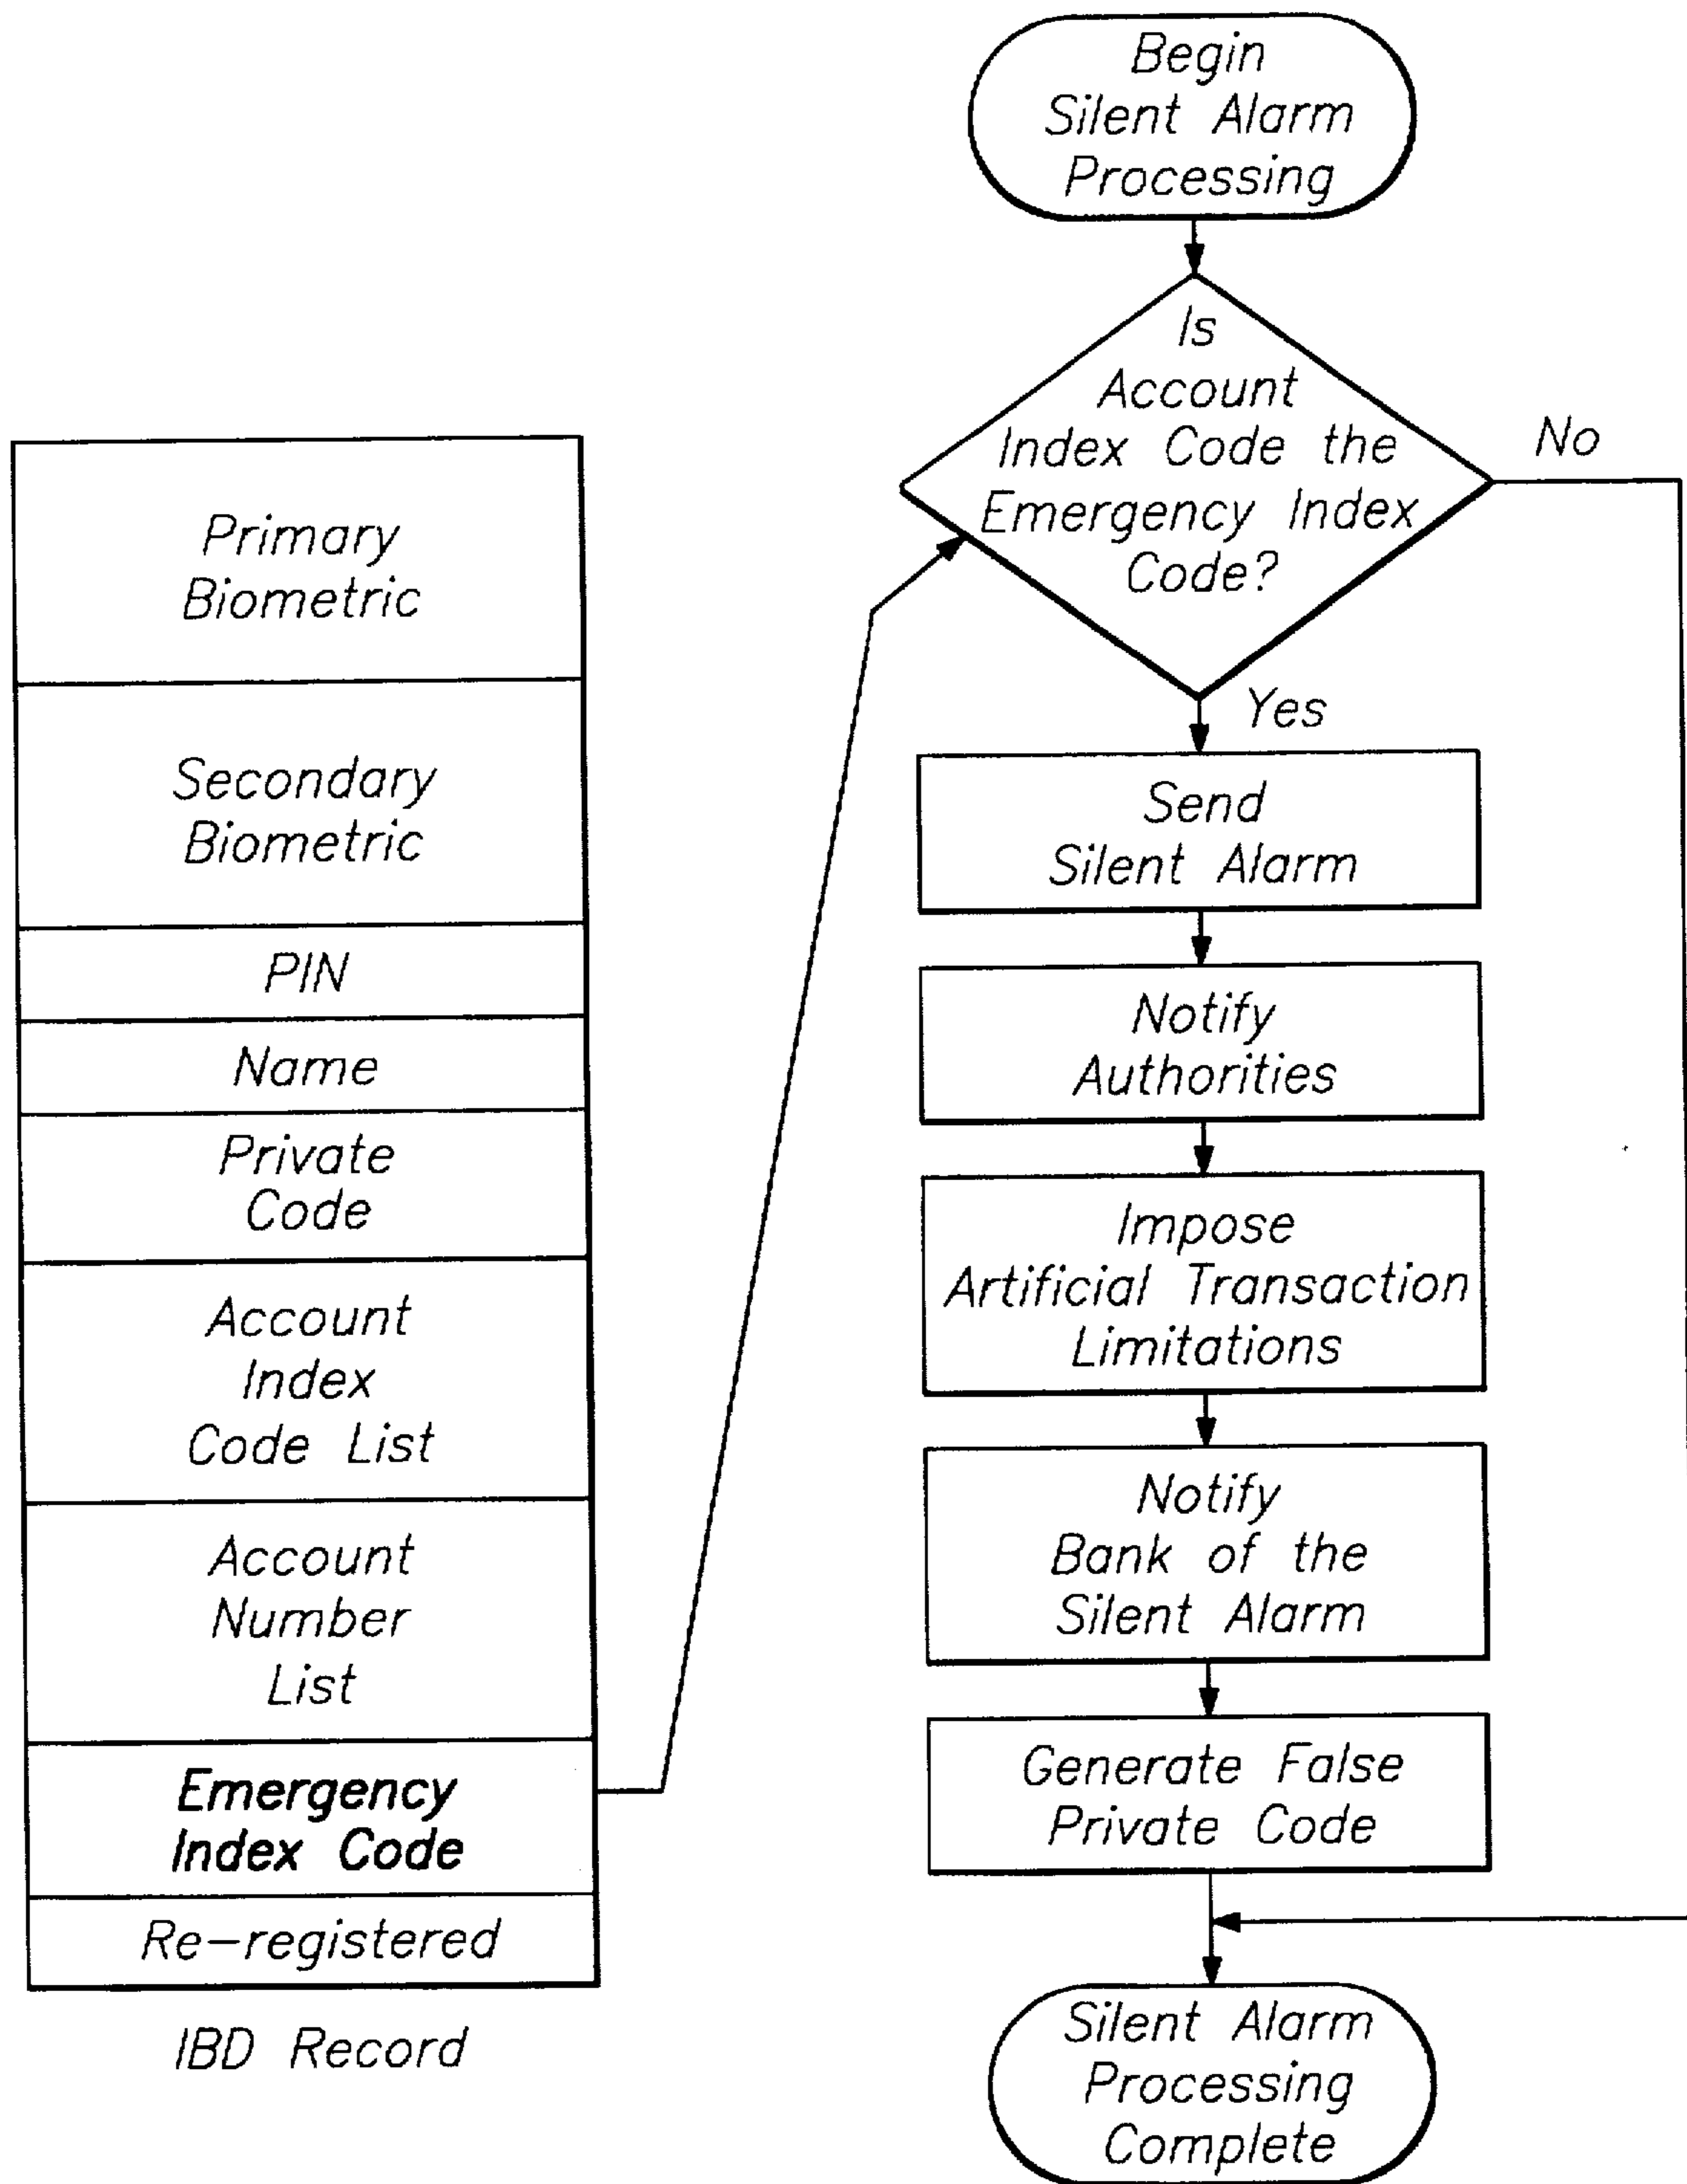 Primary
Biometric
Secondary
Biometric
PIN
Name
Private
Code
Account
Index
Code List
Account
Number
List
Emergency
Index Code
Re-registered
IBD Record
Begin
Silent Alarm
Processing
Is
Account
Index Code the
Emergency Index
Code?
No
Yes
Send
Silent Alarm
Notify
Authorities
Impose
Artificial Transaction
Limitations
Notify
Bank of the
Silent Alarm
Generate False
Private Code
Silent Alarm
Processing
Complete